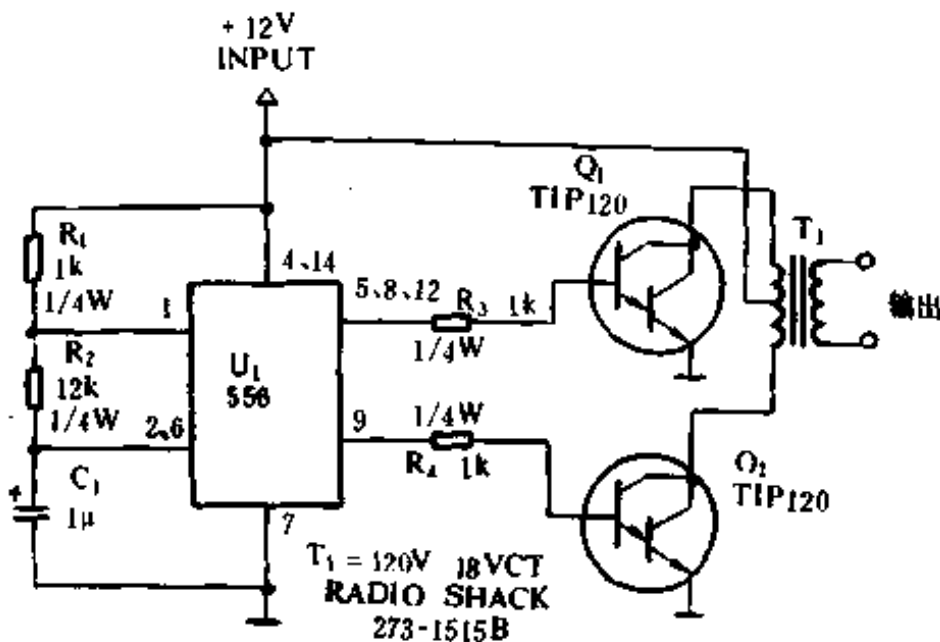 +12V
INPUT
Q₁
TIP120
T₁
R₁
1k
1/4W
4、14
1
5、8、12
R₃ 1k
1/4W
输出
R₂
12k
1/4W
U₁
556
2、6
9
1/4W
R₄ 1k
C₁
+
1μ
7
Q₂
TIP120
T₁=120V 18VCT
RADIO SHACK
273-1515B